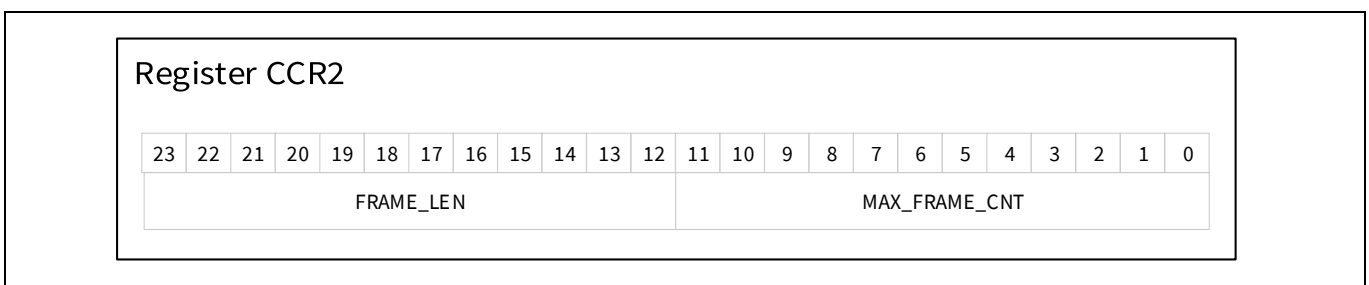 Register CCR2
23 22 21 20 19 18 17 16 15 14 13 12 11 10 9 8 7 6 5 4 3 2 1 0
FRAME_LEN MAX_FRAME_CNT